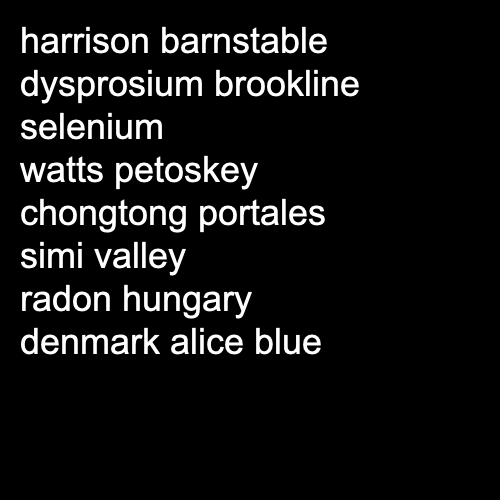 harrison barnstable
dysprosium brookline
selenium
watts petoskey
chongtong portales
simi valley
radon hungary
denmark alice blue